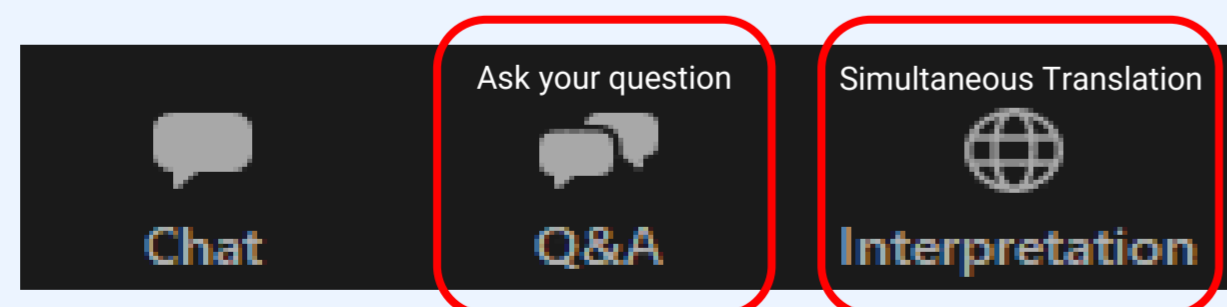 Ask your question
Simultaneous Translation
Chat
Q&A
Interpretation